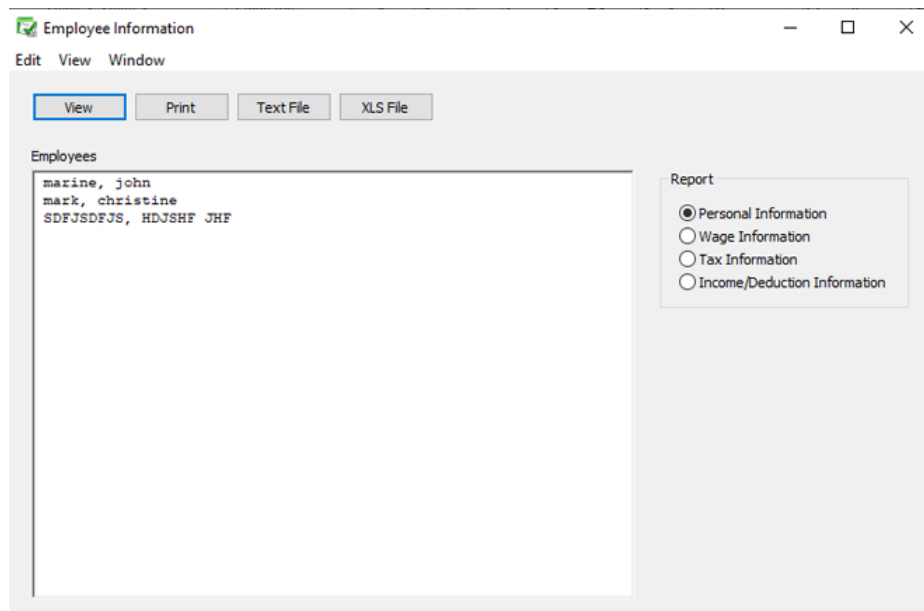 Employee Information
Edit View Window
View Print Text File XLS File
Employees
marine, john
mark, christine
SDFJSDFJS, HDJSHF JHF
Report
Personal Information
Wage Information
Tax Information
Income/Deduction Information